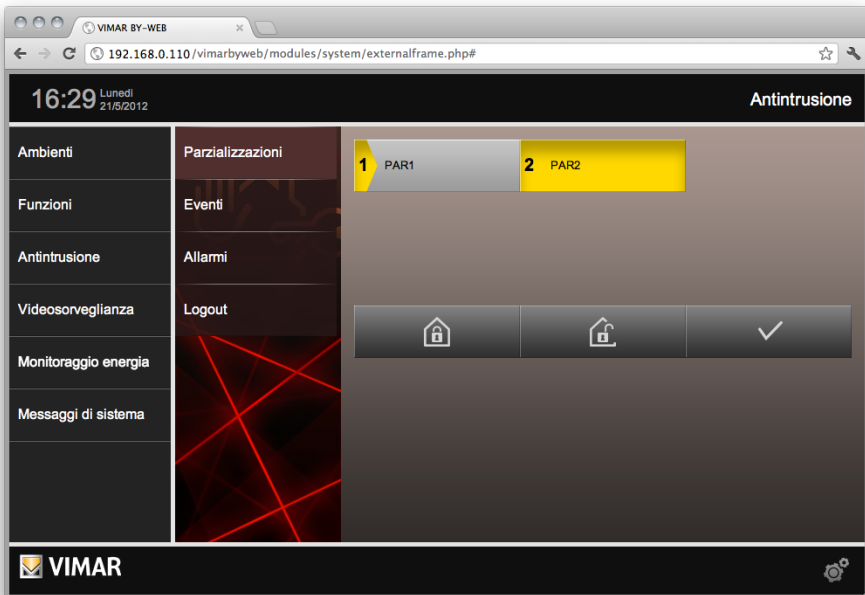 VIMAR BY-WEB
192.168.0.110/vimarbyweb/modules/system/externalframe.php#
16:29 Lunedì
21/5/2012
Antintrusione
Ambienti
Funzioni
Antintrusione
Videosorveglianza
Monitoraggio energia
Messaggi di sistema
Parzializzazioni
Eventi
Allarmi
Logout
1 PAR1
2 PAR2
VIMAR